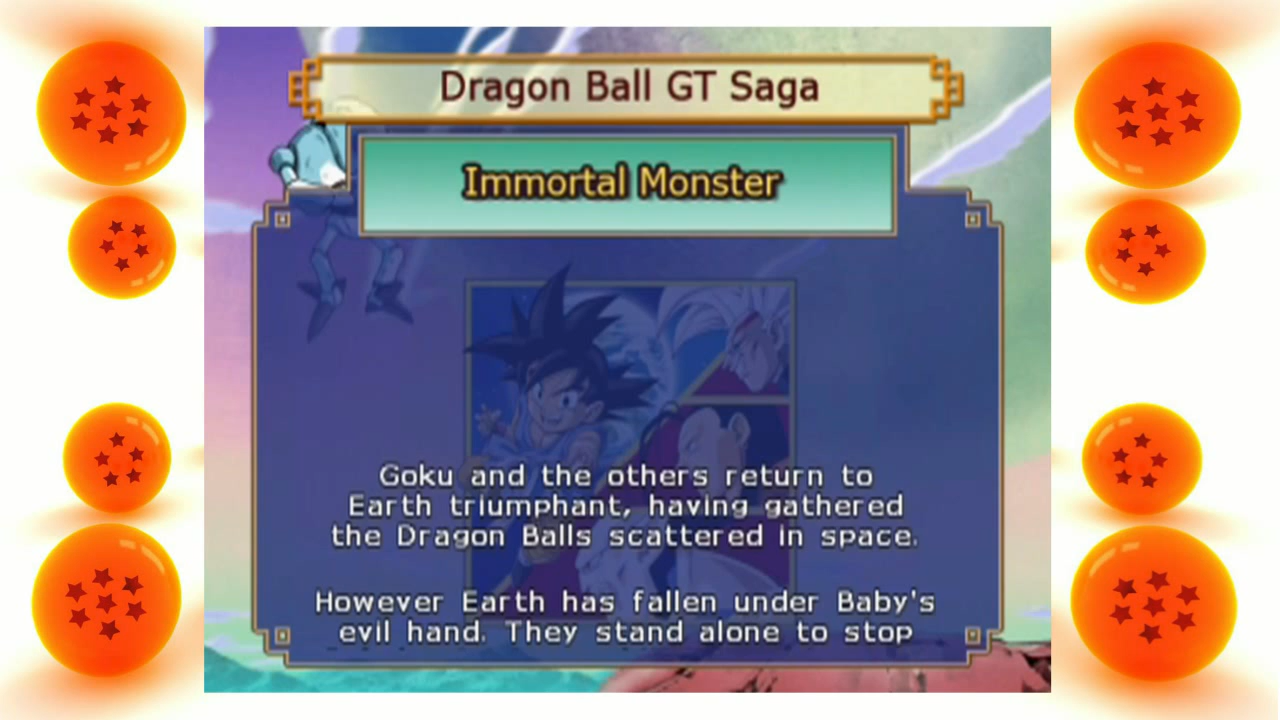 Dragon Ball GT Saga
Immortal Monster
Goku and the others return to
Earth triumphant, having gathered
the Dragon Balls scattered in space.
However Earth has fallen under Baby's
evil hand. They stand alone to stop